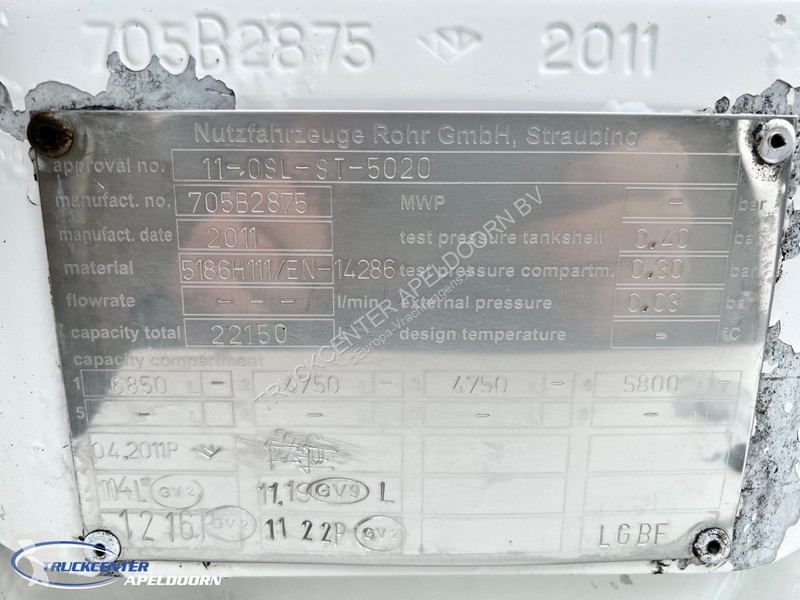 705B2875 2011
Nutzfahrzeuge Rohr GmbH, Straubing
approval no. 11-0SL-ST-5020
manufact. no. 705B2875 MWP - bar
manufact. date 2011 test pressure tankshell 0,40 bar
material 5186H111/EN-14286 test pressure compartm. 0,30 bar
flowrate - - - l/min. external pressure 0,03 bar
capacity total 22150 design temperature - °C
capacity compartment
1 6850 L - 2 4750 L - 3 4750 L - 4 5800 L -
5 - L - L - L -
04.2011P
114L GV2 11.19 GV9 L
12 16 P GV2 11 22P GV2 LGBF
TRUCKCENTER APELDOORN BV
TRUCKCENTER
APELDOORN